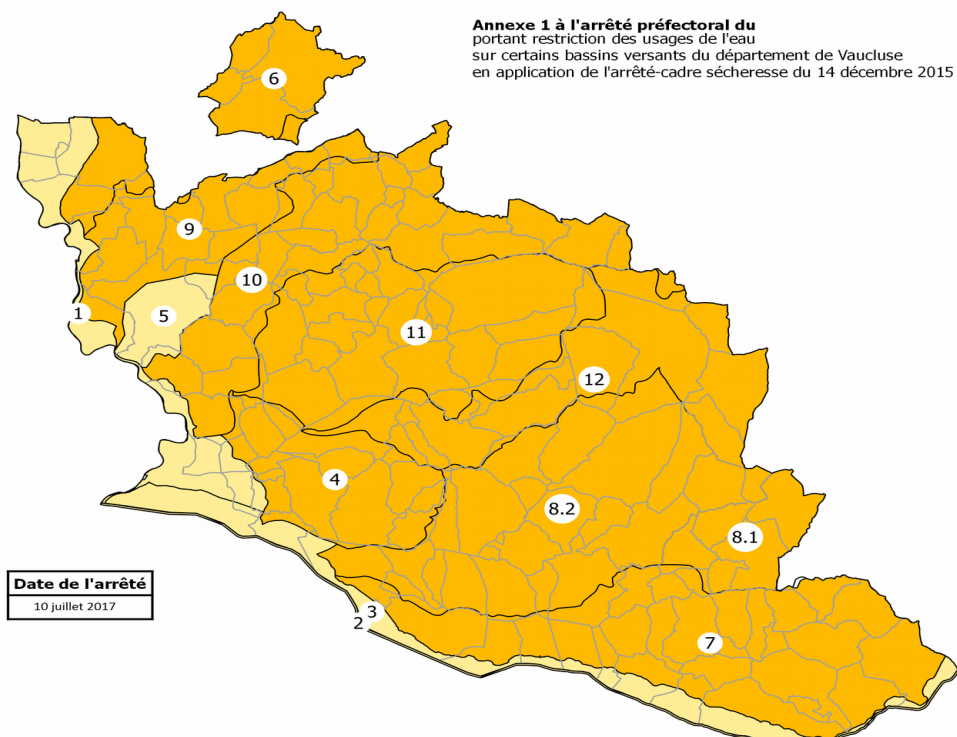 Annexe 1 à l'arrêté préfectoral du
portant restriction des usages de l'eau
sur certains bassins versants du département de Vaucluse
en application de l'arrêté-cadre sécheresse du 14 décembre 2015
6
9
10
1
5
11
12
4
8.2
8.1
Date de l'arrêté
10 juillet 2017
3
2
7